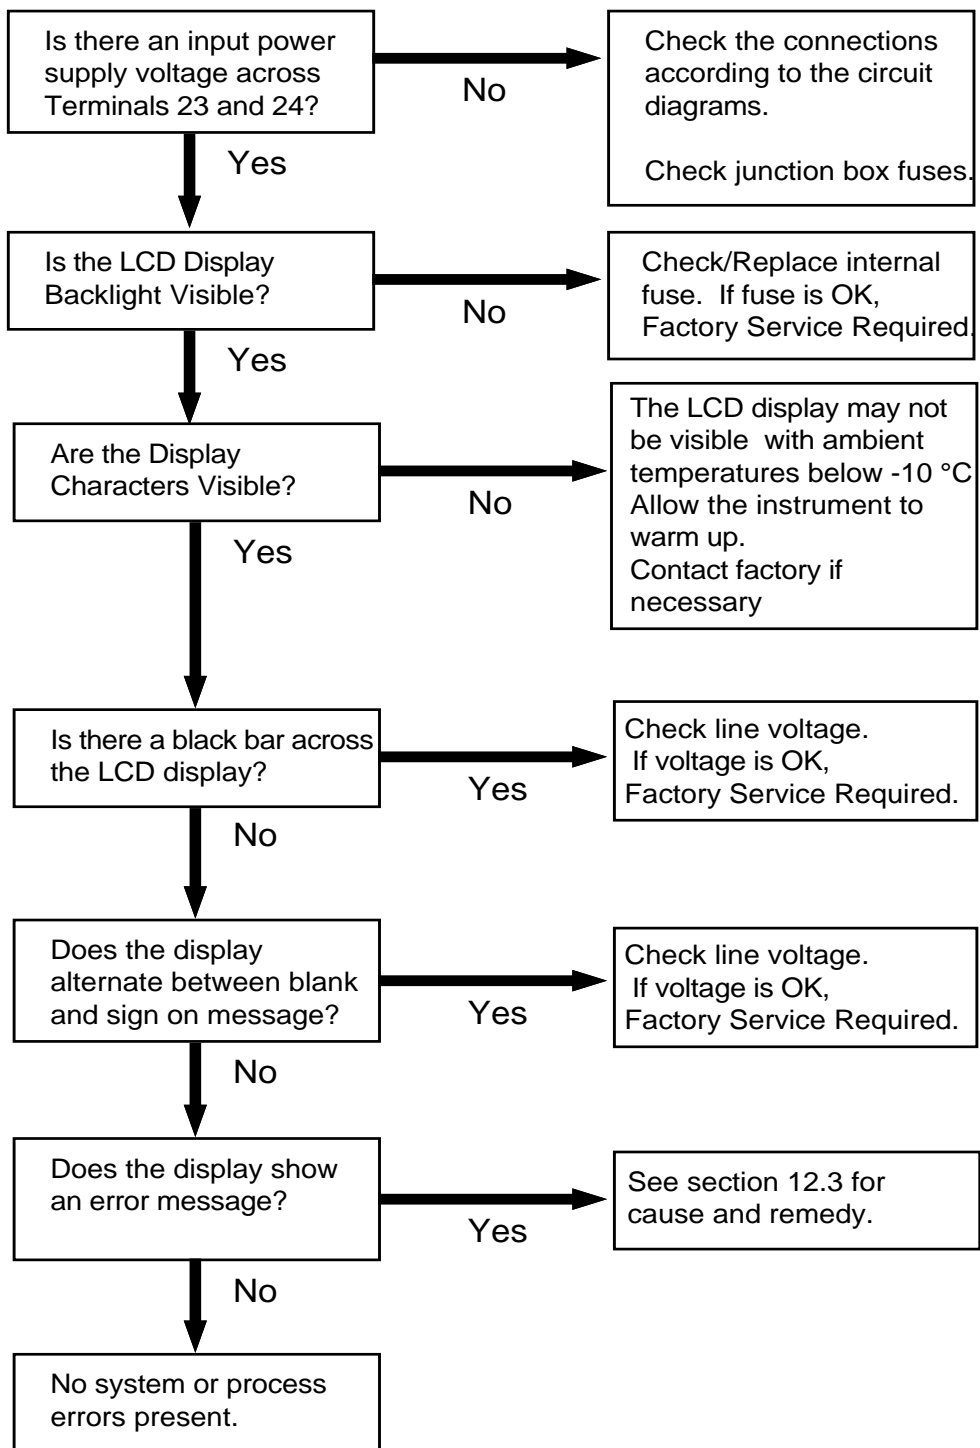 Is there an input power
supply voltage across
Terminals 23 and 24?
No
Check the connections
according to the circuit
diagrams.
Check junction box fuses.
Yes
Is the LCD Display
Backlight Visible?
No
Check/Replace internal
fuse. If fuse is OK,
Factory Service Required.
Yes
Are the Display
Characters Visible?
No
The LCD display may not
be visible with ambient
temperatures below -10 °C
Allow the instrument to
warm up.
Contact factory if
necessary
Yes
Is there a black bar across
the LCD display?
Yes
Check line voltage.
If voltage is OK,
Factory Service Required.
No
Does the display
alternate between blank
and sign on message?
Yes
Check line voltage.
If voltage is OK,
Factory Service Required.
No
Does the display show
an error message?
Yes
See section 12.3 for
cause and remedy.
No
No system or process
errors present.